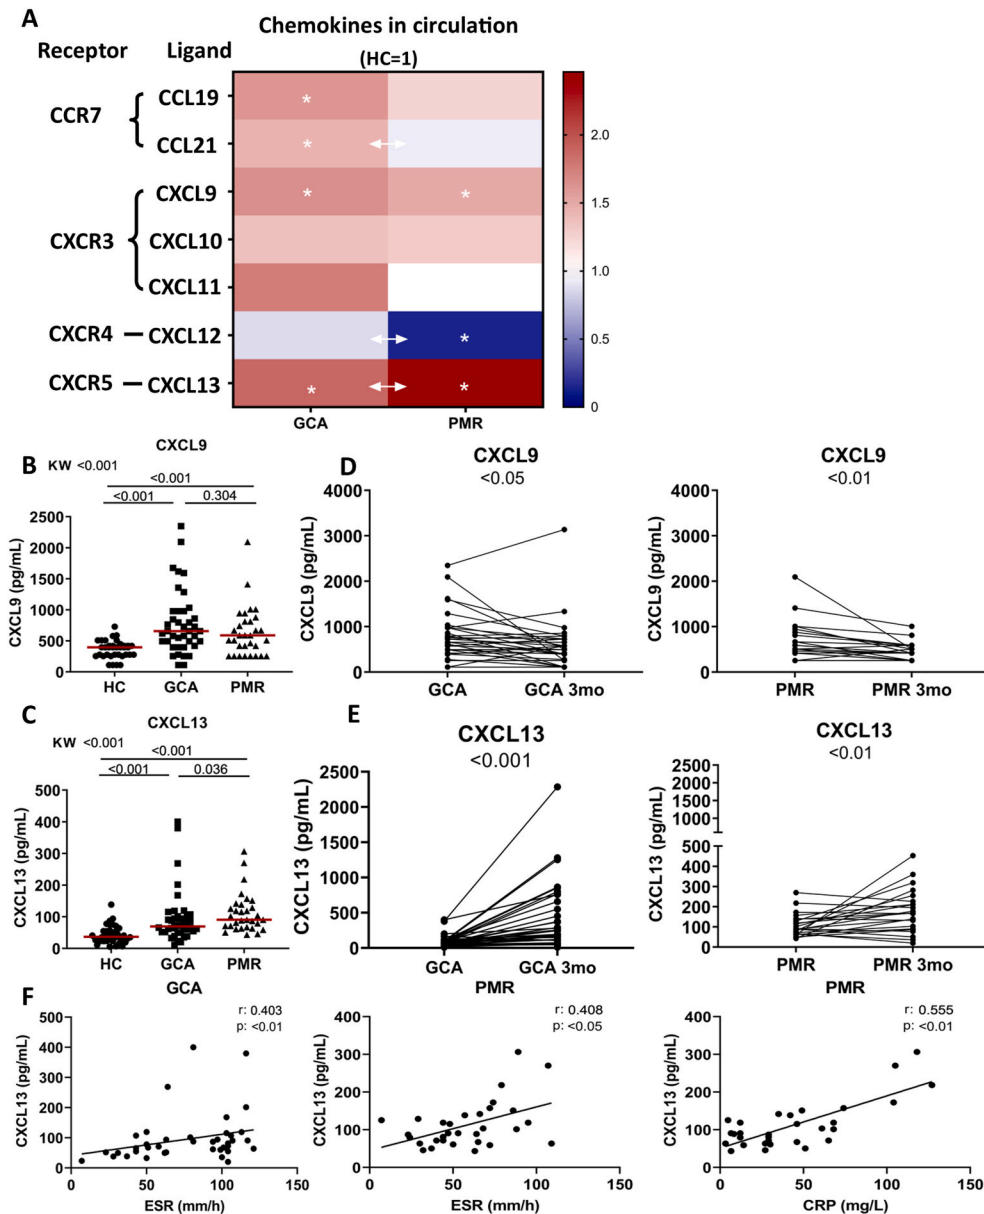 A
Chemokines in circulation
(HC=1)
Receptor Ligand
CCR7
CCL19 *
CCL21 *
CXCR3
CXCL9 * *
CXCL10
CXCL11
CXCR4 CXCL12 *
CXCR5 CXCL13 * *
GCA PMR
2.0
1.5
1.0
0.5
0
B
CXCL9
KW <0.001
<0.001
<0.001 0.304
CXCL9 (pg/mL)
2500
2000
1500
1000
500
0
HC GCA PMR
D
CXCL9
<0.05
CXCL9 (pg/mL)
4000
3000
2000
1000
0
GCA GCA 3mo
CXCL9
<0.01
CXCL9 (pg/mL)
4000
3000
2000
1000
0
PMR PMR 3mo
C
CXCL13
KW <0.001
<0.001
<0.001 0.036
CXCL13 (pg/mL)
500
400
300
200
100
0
HC GCA PMR
E
CXCL13
<0.001
CXCL13 (pg/mL)
2500
2000
1500
1000
500
0
GCA GCA 3mo
CXCL13
<0.01
CXCL13 (pg/mL)
2500
2000
1500
1000
500
400
300
200
100
0
PMR PMR 3mo
F
GCA
r: 0.403
p: <0.01
CXCL13 (pg/mL)
500
400
300
200
100
0
0 50 100 150
ESR (mm/h)
PMR
r: 0.408
p: <0.05
CXCL13 (pg/mL)
400
300
200
100
0
0 50 100 150
ESR (mm/h)
PMR
r: 0.555
p: <0.01
CXCL13 (pg/mL)
400
300
200
100
0
0 50 100 150
CRP (mg/L)